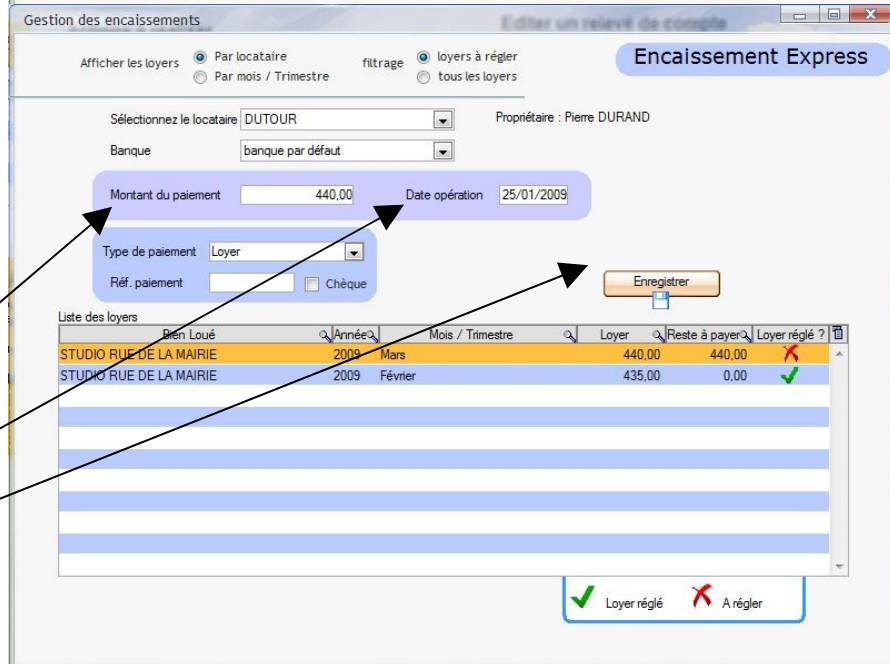 Gestion des encaissements
Editer un relevé de compte
Afficher les loyers Par locataire filtrage loyers à régler Encaissement Express
Par mois / Trimestre tous les loyers
Sélectionnez le locataire DUTOUR Propriétaire : Pierre DURAND
Banque banque par défaut
Montant du paiement 440,00 Date opération 25/01/2009
Type de paiement Loyer
Réf. paiement Chèque Enregistrer
Liste des loyers
Bien Loué Année Mois / Trimestre Loyer Reste à payer Loyer réglé ?
STUDIO RUE DE LA MAIRIE 2009 Mars 440,00 440,00
STUDIO RUE DE LA MAIRIE 2009 Février 435,00 0,00
Loyer réglé A régler